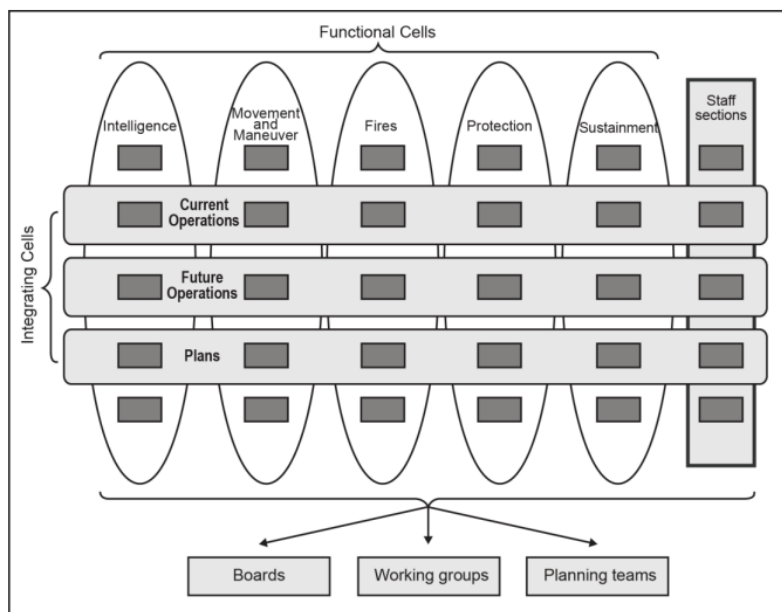 Functional Cells
Intelligence
Movement
and
Maneuver
Fires
Protection
Sustainment
Staff
sections
Integrating Cells
Current
Operations
Future
Operations
Plans
Boards
Working groups
Planning teams